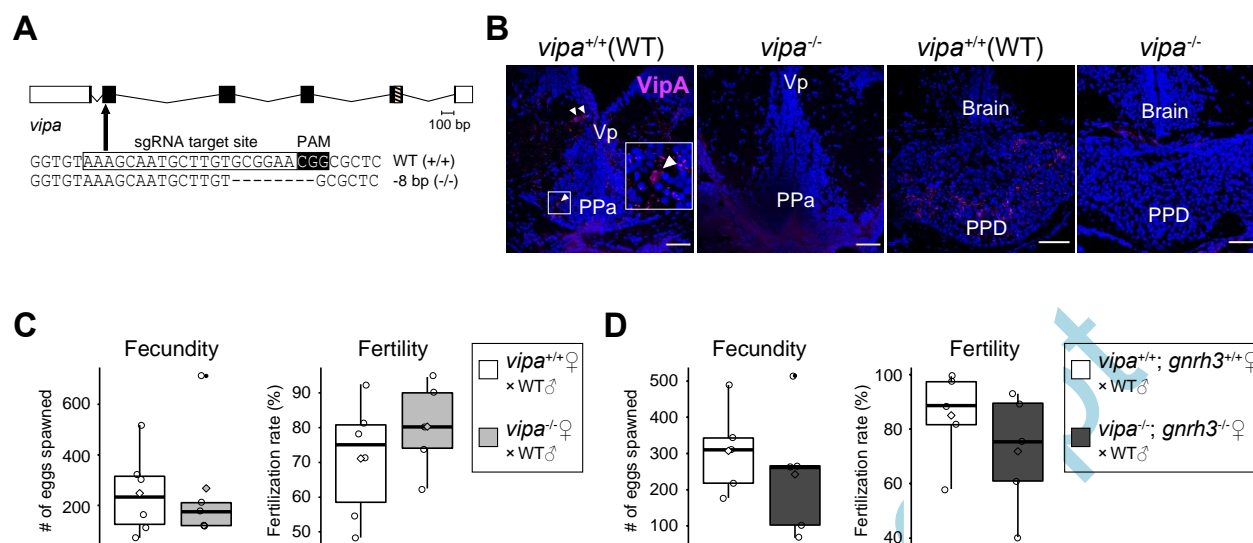 A
vipa
100 bp
sgRNA target site PAM
GGTGTAAAGCAATGCTTGTGCGGAACGGCGCTC WT (+/+)
GGTGTAAAGCAATGCTTGT--------GCGCTC -8 bp (-/-)
B
vipa+/+(WT) vipa-/- vipa+/+(WT) vipa-/-
VipA
Vp
PPa
Vp
PPa
Brain
PPD
Brain
PPD
C
Fecundity
# of eggs spawned
600
400
200
Fertility
Fertilization rate (%)
90
80
70
60
50
vipa+/+♀
× WT♂
vipa-/-♀
× WT♂
D
Fecundity
# of eggs spawned
500
400
300
200
100
Fertility
Fertilization rate (%)
100
80
60
40
vipa+/+; gnrh3+/+♀
× WT♂
vipa-/-; gnrh3-/-♀
× WT♂